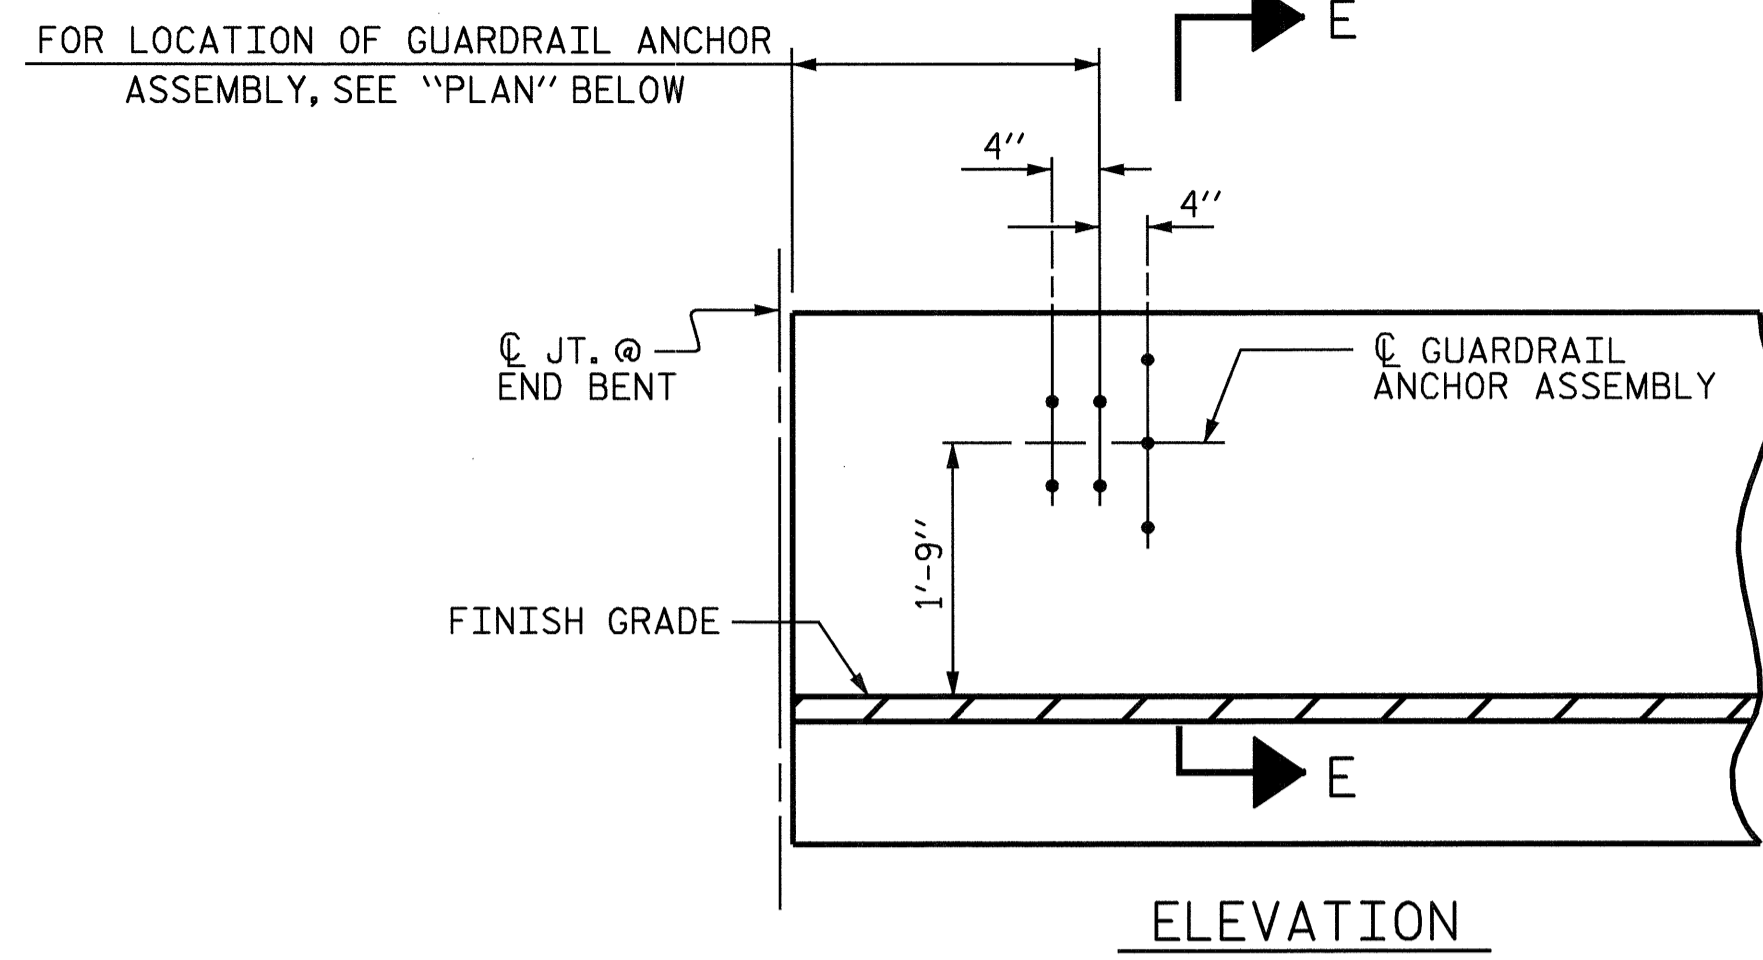 E
FOR LOCATION OF GUARDRAIL ANCHOR
ASSEMBLY, SEE "PLAN" BELOW
4"
4"
℄ JT. @
END BENT
℄ GUARDRAIL
ANCHOR ASSEMBLY
1'-9"
FINISH GRADE
E
ELEVATION